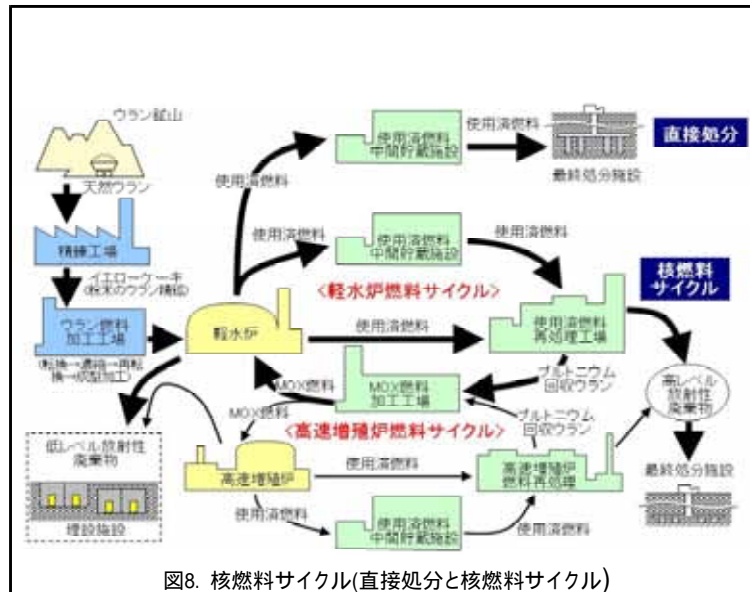 ウラン鉱山
天然ウラン
精練工場
イエローケーキ
(粉末のウラン精鉱)
ウラン燃料
加工工場
(転換→濃縮→再転
換→成型加工)
低レベル放射性
廃棄物
埋設施設
軽水炉
使用済燃料
使用済燃料
中間貯蔵施設
使用済燃料
最終処分施設
直接処分
使用済燃料
使用済燃料
中間貯蔵施設
使用済燃料
<軽水炉燃料サイクル>
使用済燃料
使用済燃料
再処理工場
核燃料
サイクル
MOX燃料
MOX燃料
加工工場
プルトニウム
回収ウラン
高レベル
放射性
廃棄物
最終処分施設
MOX燃料
<高速増殖炉燃料サイクル>
プルトニウム
回収ウラン
高速増殖炉
使用済燃料
高速増殖炉
燃料再処理
使用済燃料
使用済燃料
中間貯蔵施設
使用済燃料
図8. 核燃料サイクル(直接処分と核燃料サイクル)